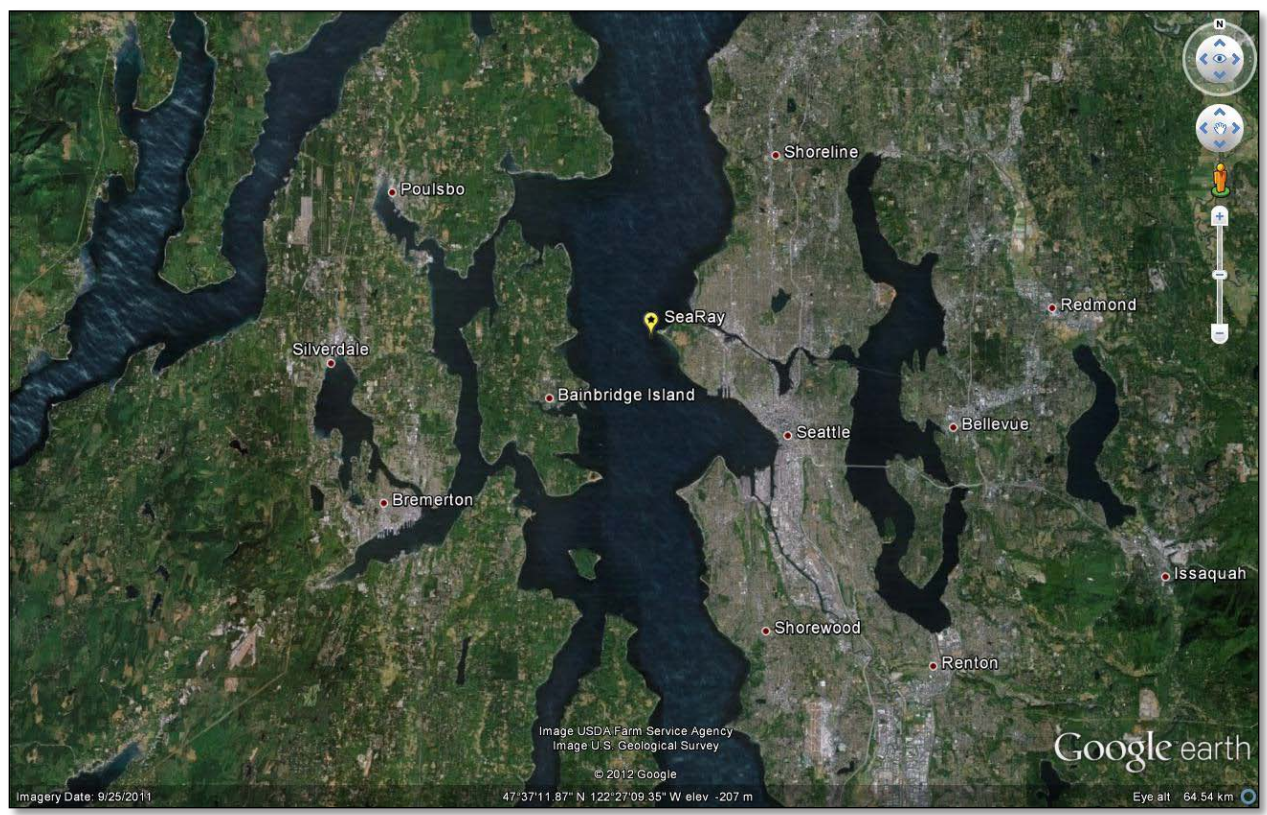 N
Shoreline
Poulsbo
Redmond
SeaRay
Silverdale
Bainbridge Island
Bellevue
Seattle
Bremerton
Issaquah
Shorewood
Renton
Image USDA Farm Service Agency
Image U.S. Geological Survey
Google earth
© 2012 Google
Imagery Date: 9/25/2011
47°37'11.87" N 122°27'09.35" W elev -207 m
Eye alt 64.54 km